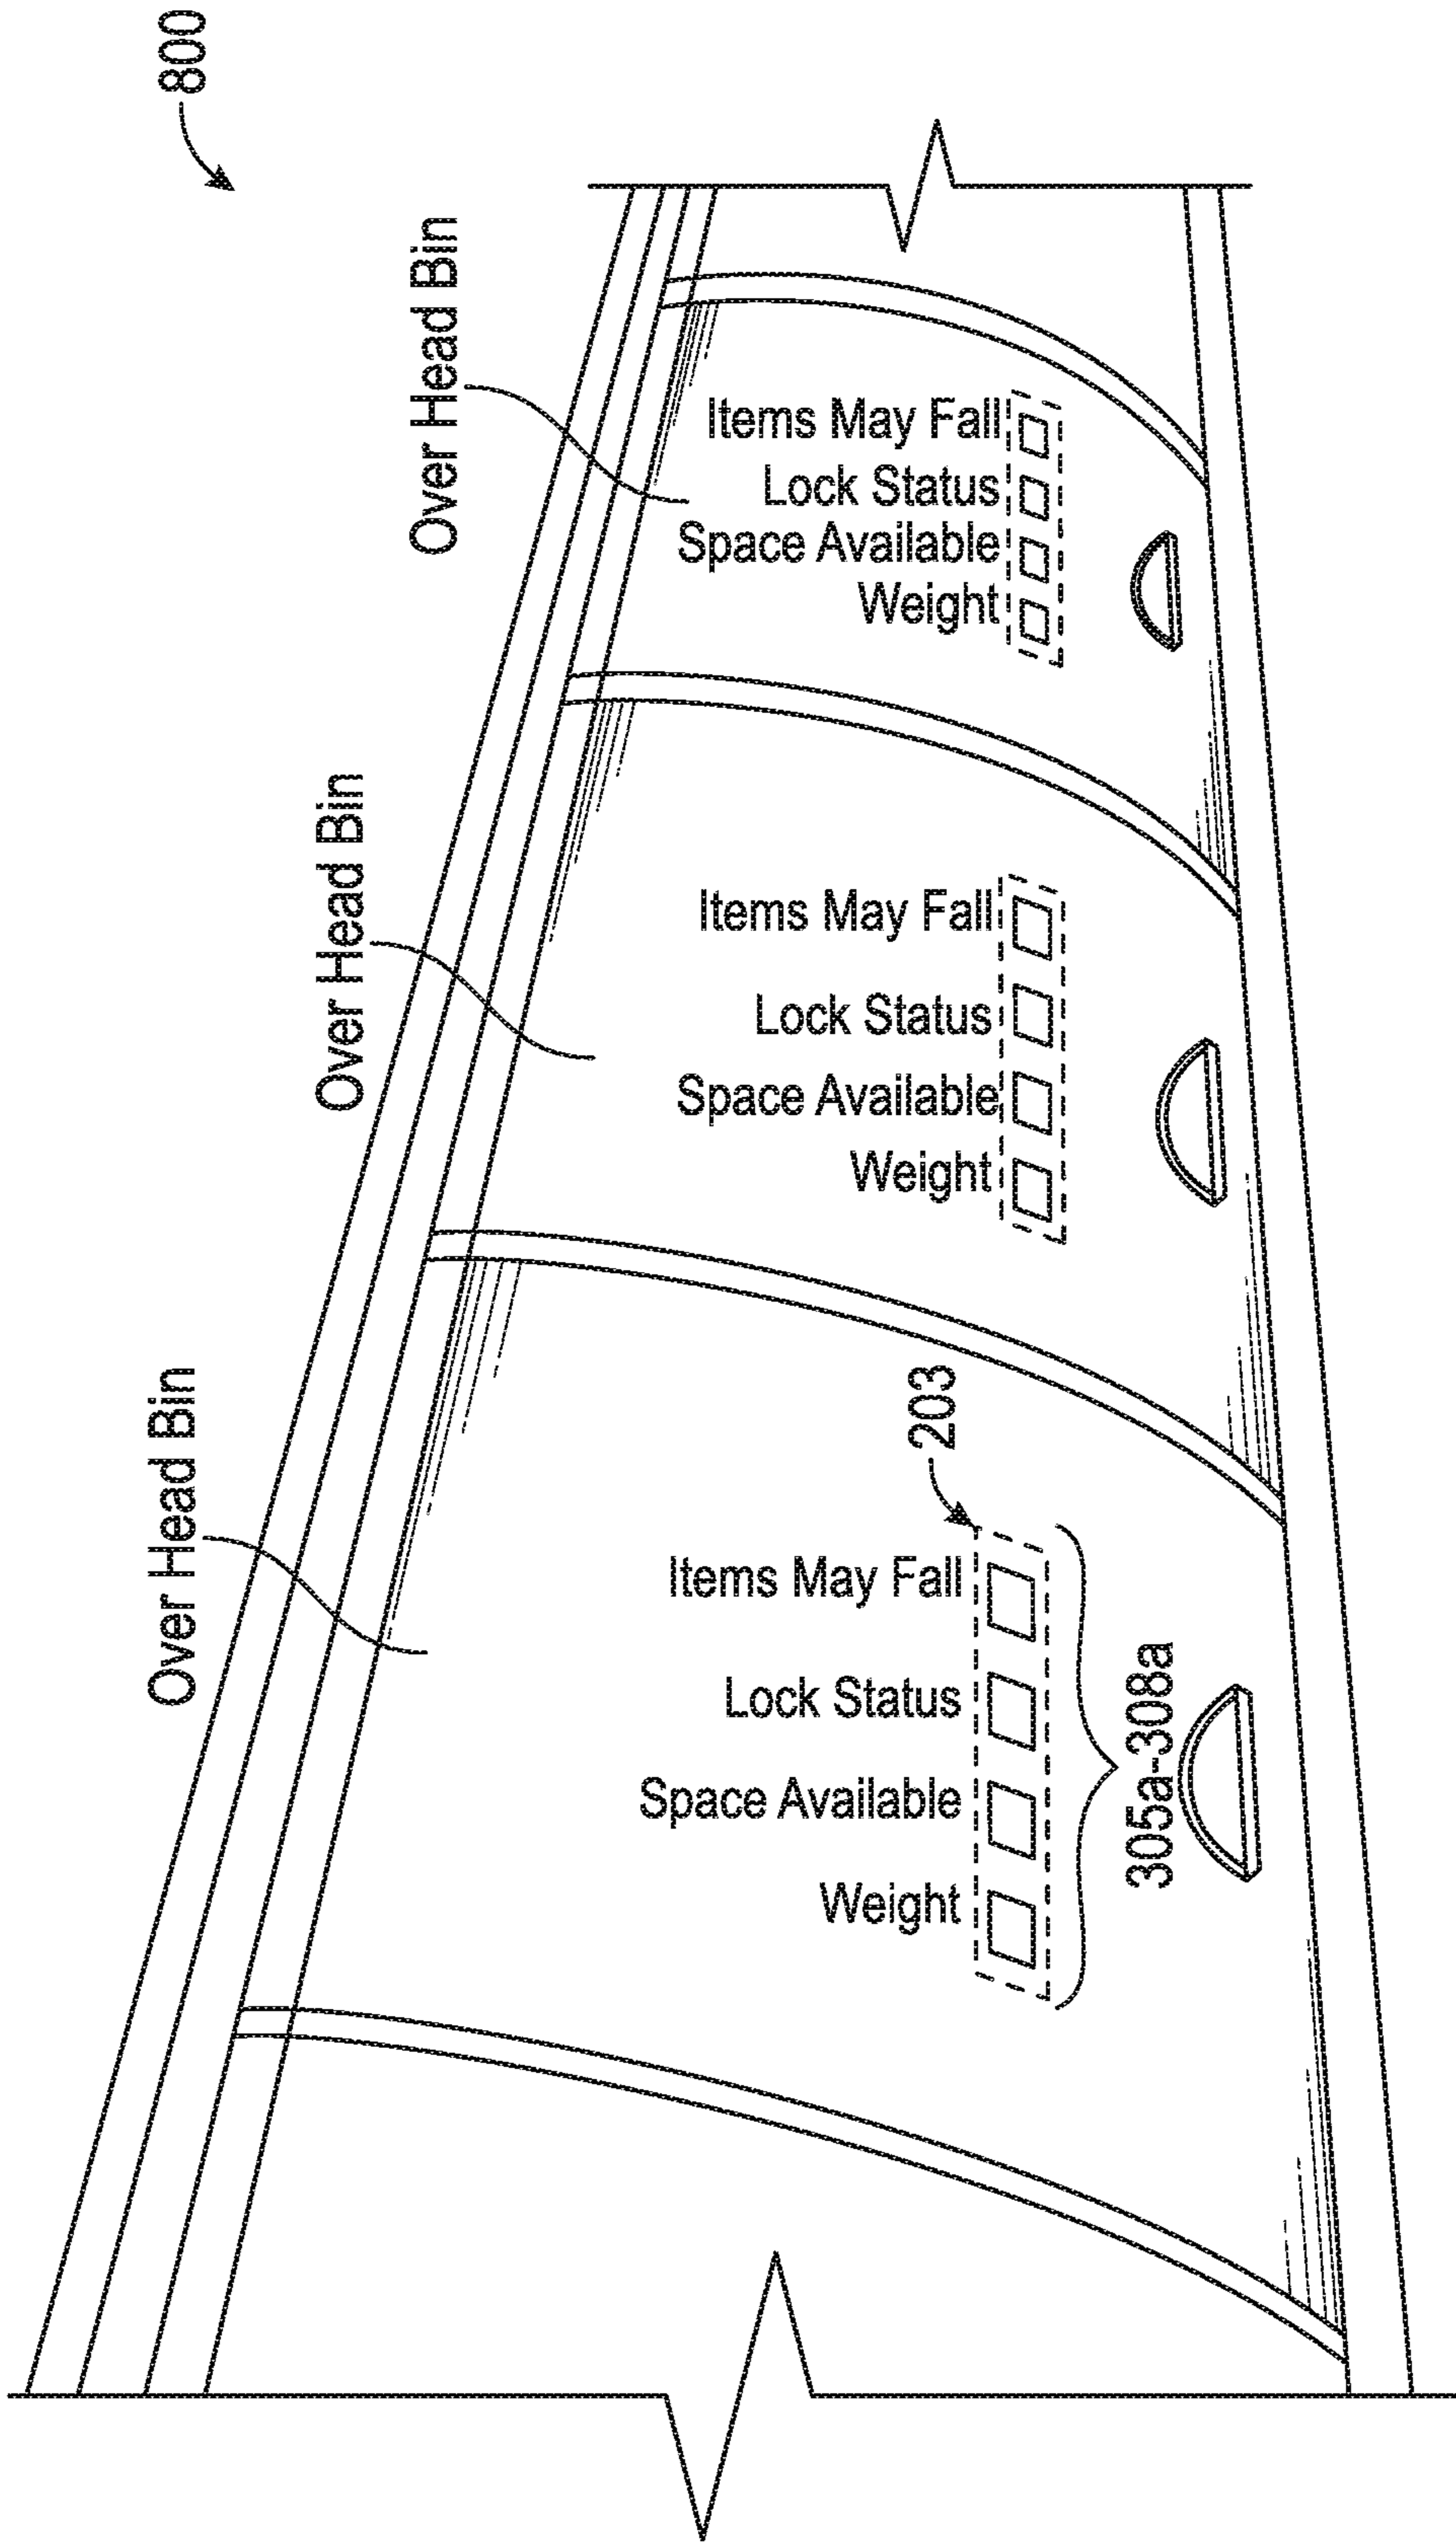 800
Over Head Bin
Over Head Bin
Over Head Bin
Items May Fall
Lock Status
Space Available
Weight
Items May Fall
Lock Status
Space Available
Weight
203
Items May Fall
Lock Status
Space Available
Weight
305a-308a